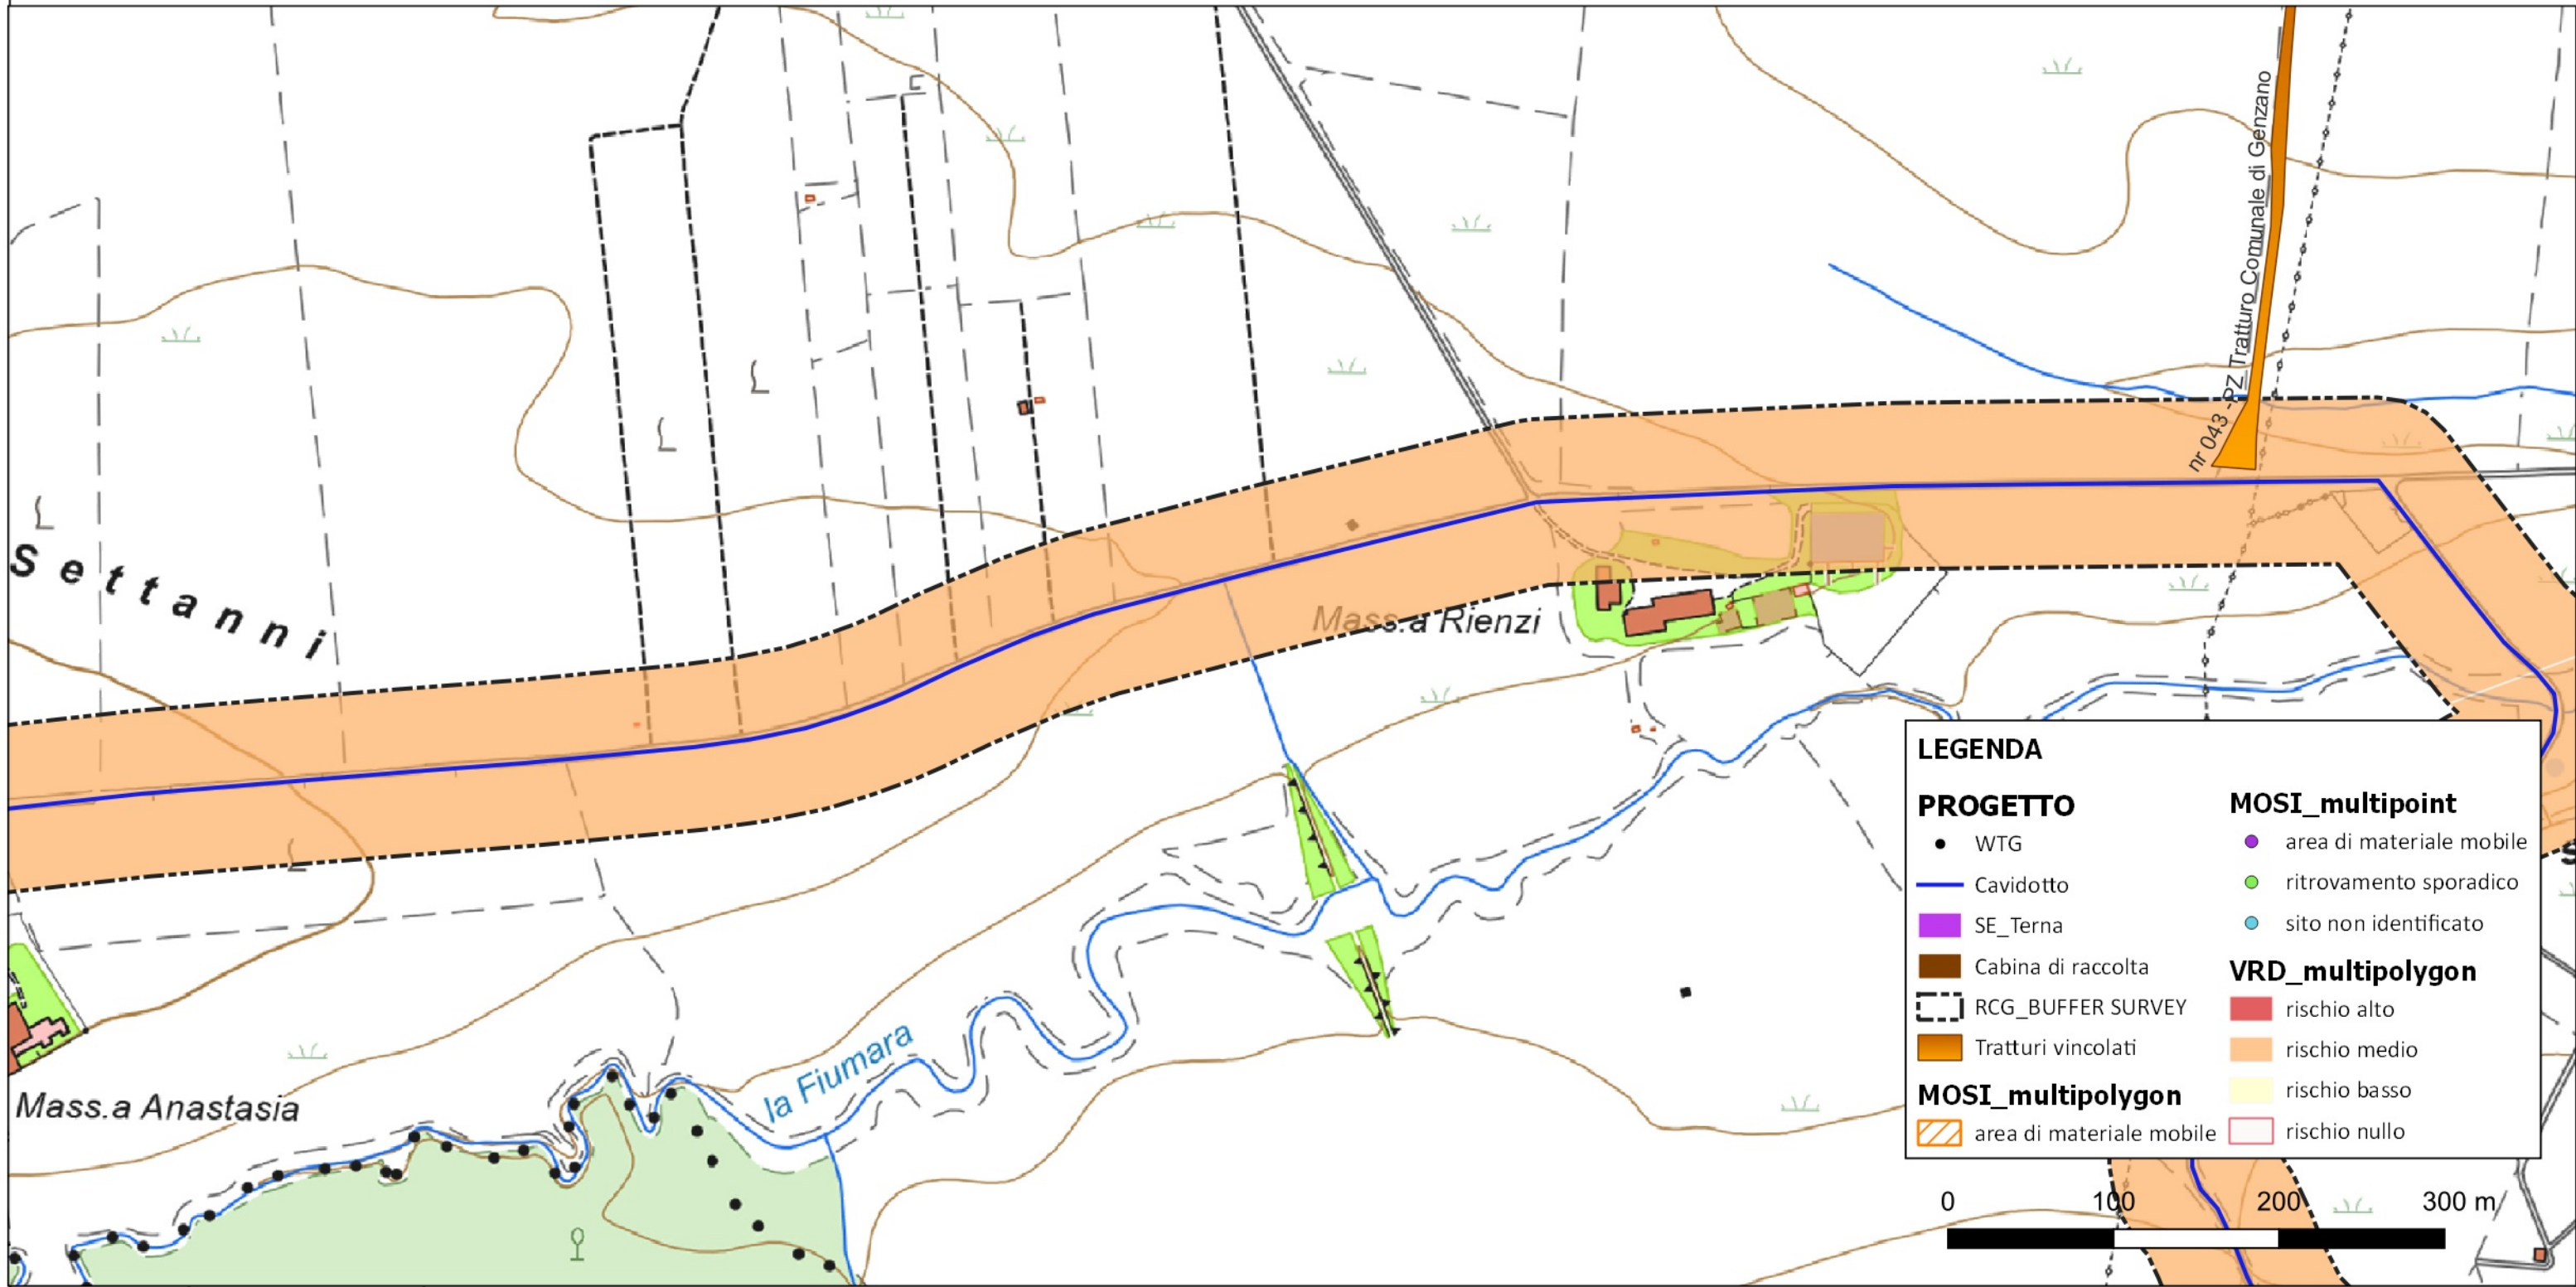 nr 043 - PZ Tratturo Comunale di Genzano
Settanni
Mass.a Rienzi
la Fiumara
Mass.a Anastasia
LEGENDA
PROGETTO
WTG
Cavidotto
SE_Terna
Cabina di raccolta
RCG_BUFFER SURVEY
Tratturi vincolati
MOSI_multipolygon
area di materiale mobile
MOSI_multipoint
area di materiale mobile
ritrovamento sporadico
sito non identificato
VRD_multipolygon
rischio alto
rischio medio
rischio basso
rischio nullo
0 100 200 300 m